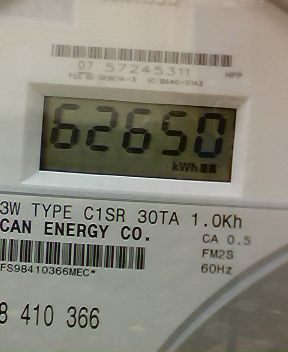 07 57245311 HPP
62650
kWh
3W TYPE C1SR 30TA 1.0Kh
CAN ENERGY CO. CA 0.5
FM2S
FS98410366MEC* 60Hz
8 410 366